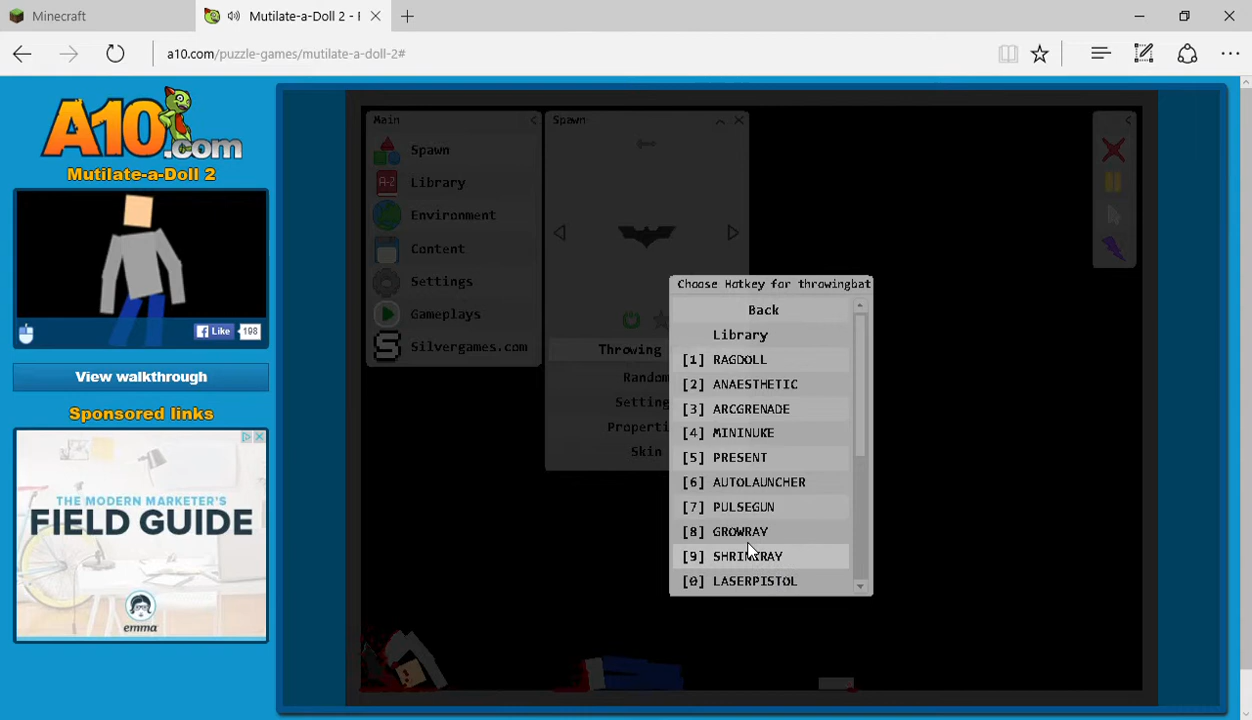 Minecraft
Mutilate-a-Doll 2 - F
a10.com/puzzle-games/mutilate-a-doll-2#
A10.com
Mutilate-a-Doll 2
Like 198
View walkthrough
Sponsored links
THE MODERN MARKETER'S
FIELD GUIDE
emma
Main
Spawn
A-Z
Library
Environment
Content
Settings
Gameplays
Silvergames.com
Spawn
Throwing
Random
Setting
Properti
Skin
Choose Hotkey for throwingbat
Back
Library
[1] RAGDOLL
[2] ANAESTHETIC
[3] ARCGRENADE
[4] MININUKE
[5] PRESENT
[6] AUTOLAUNCHER
[7] PULSEGUN
[8] GROWRAY
[9] SHRINKRAY
[0] LASERPISTOL